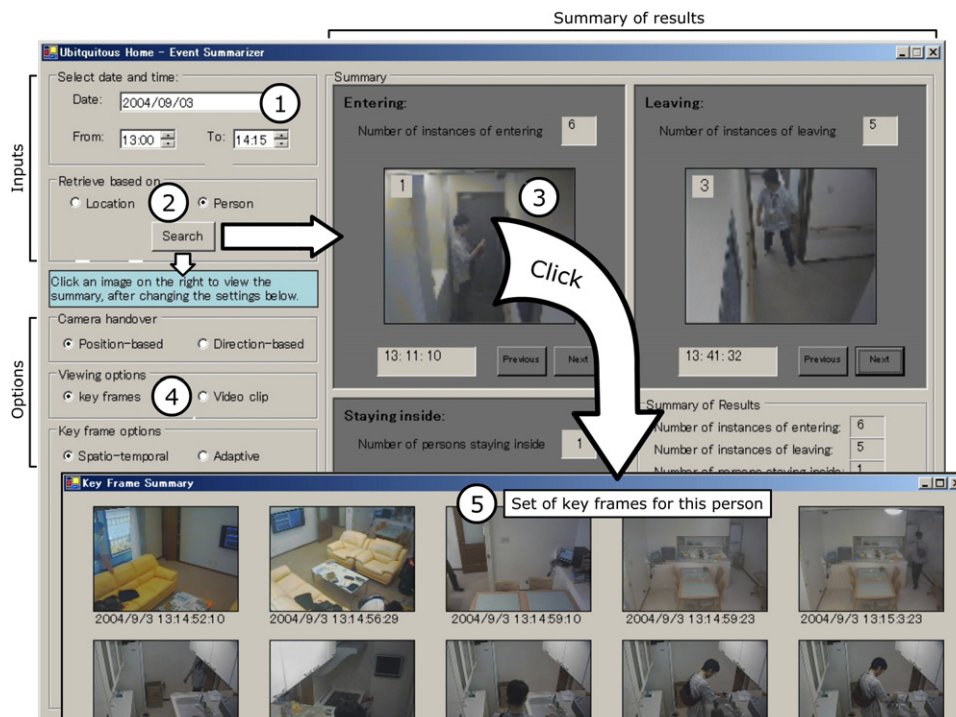 Summary of results
Ubitquitous Home - Event Summarizer
Inputs
Select date and time:
Date: 2004/09/03
1
From: 13:00 To: 14:15
Retrieve based on
Location 2 Person
Search
Click an image on the right to view the
summary, after changing the settings below.
Options
Camera handover
Position-based Direction-based
Viewing options
key frames 4 Video clip
Key frame options
Spatio-temporal Adaptive
Summary
Entering:
Number of instances of entering 6
1
3
Click
13: 11: 10 Previous Next
Leaving:
Number of instances of leaving 5
3
13: 41: 32 Previous Next
Staying inside:
Number of persons staying inside 1
Summary of Results
Number of instances of entering: 6
Number of instances of leaving: 5
Number of persons staying inside: 1
Key Frame Summary
5 Set of key frames for this person
2004/9/3 13:14:52:10 2004/9/3 13:14:56:29 2004/9/3 13:14:59:10 2004/9/3 13:14:59:23 2004/9/3 13:15:3:23